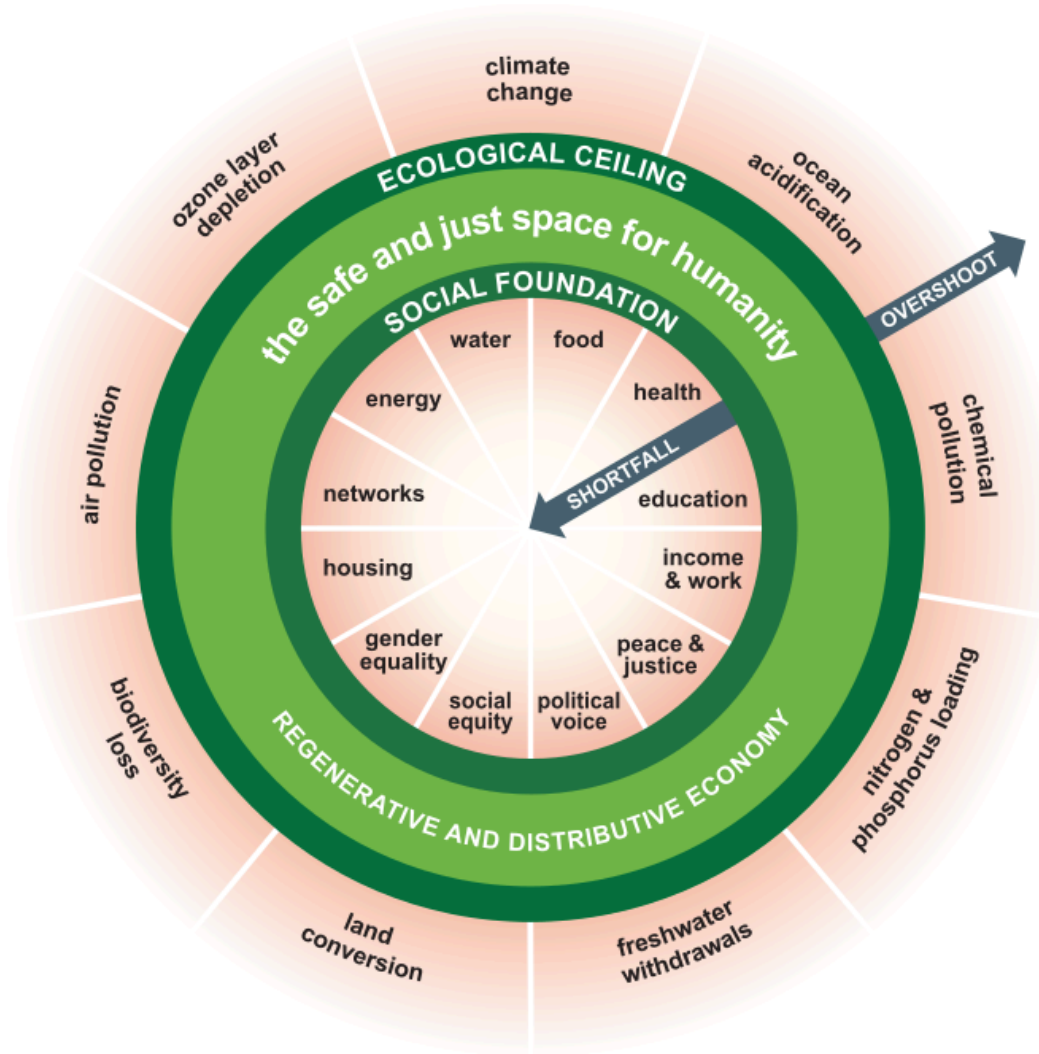 climate
change
ocean
acidification
ozone layer
depletion
ECOLOGICAL CEILING
the safe and just space for humanity
SOCIAL FOUNDATION
OVERSHOOT
water
food
energy
health
SHORTFALL
air pollution
chemical
pollution
networks
education
housing
income
& work
gender
equality
peace &
justice
social
equity
political
voice
biodiversity
loss
nitrogen &
phosphorus loading
REGENERATIVE AND DISTRIBUTIVE ECONOMY
land
conversion
freshwater
withdrawals